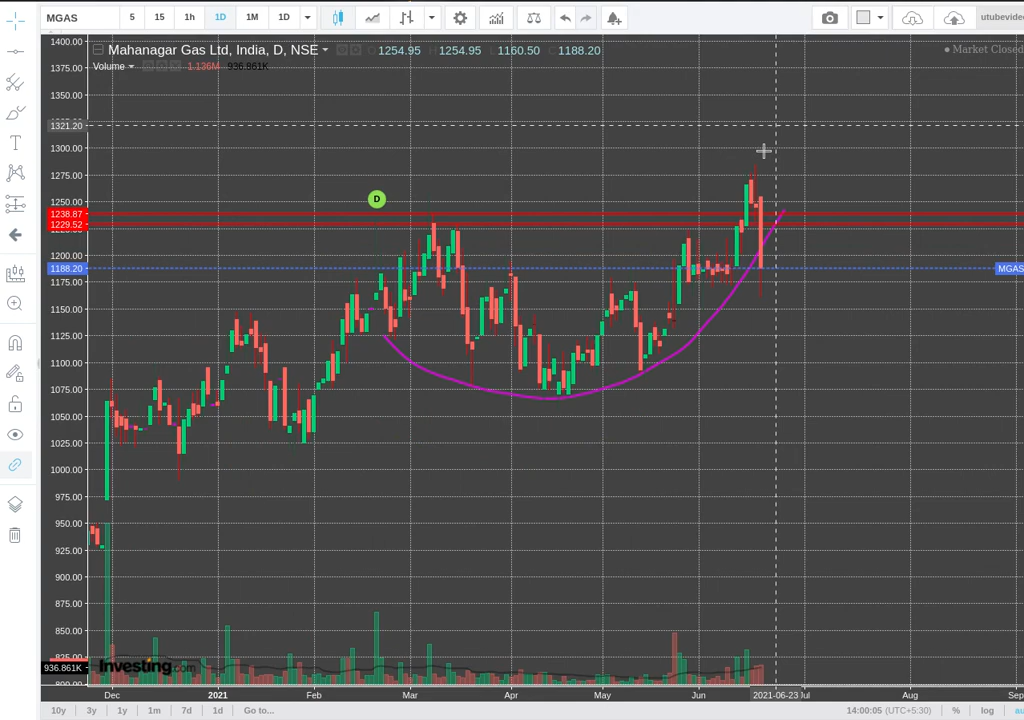 MGAS 5 15 1h 1D 1M 1D
Mahanagar Gas Ltd, India, D, NSE O 1254.95 H 1254.95 L 1160.50 C 1188.20
Market Closed
Volume 1.136M 936.861K
1400.00
1375.00
1350.00
1321.20
1300.00
1275.00
1250.00
1238.87
1229.52
1200.00
1188.20
MGAS
1175.00
1150.00
1125.00
1100.00
1075.00
1050.00
1025.00
1000.00
975.00
950.00
925.00
900.00
875.00
850.00
936.861K
800.00
D
Investing.com
Dec 2021 Feb Mar Apr May Jun 2021-06-23 Jul Aug Sep
10y 3y 1y 1m 7d 1d Go to... 14:00:05 (UTC+5:30) % log